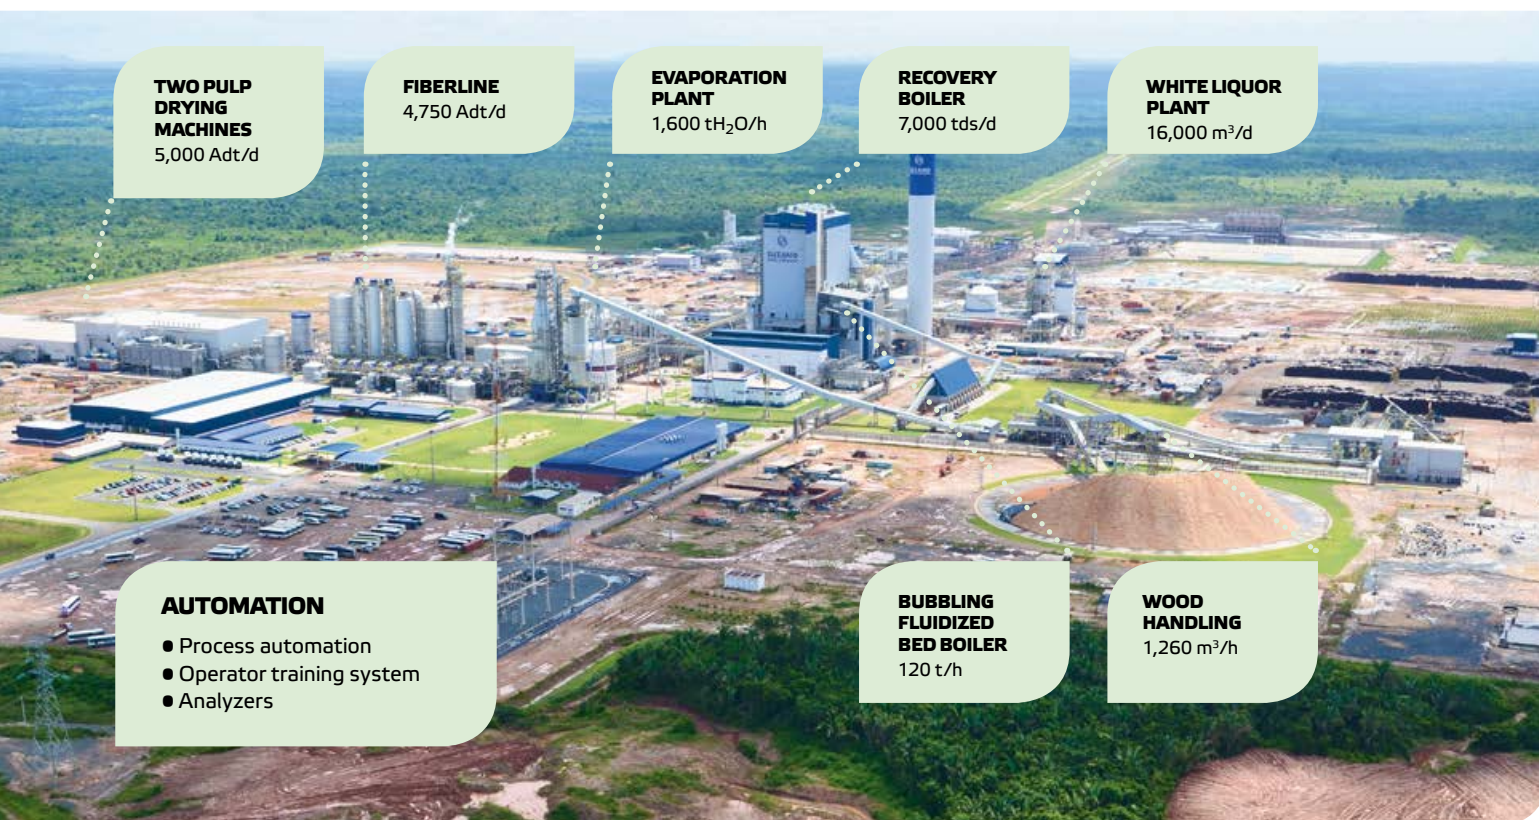 TWO PULP
DRYING
MACHINES
5,000 Adt/d
FIBERLINE
4,750 Adt/d
EVAPORATION
PLANT
1,600 tH₂O/h
RECOVERY
BOILER
7,000 tds/d
WHITE LIQUOR
PLANT
16,000 m³/d
SUZANO
AUTOMATION
• Process automation
• Operator training system
• Analyzers
BUBBLING
FLUIDIZED
BED BOILER
120 t/h
WOOD
HANDLING
1,260 m³/h